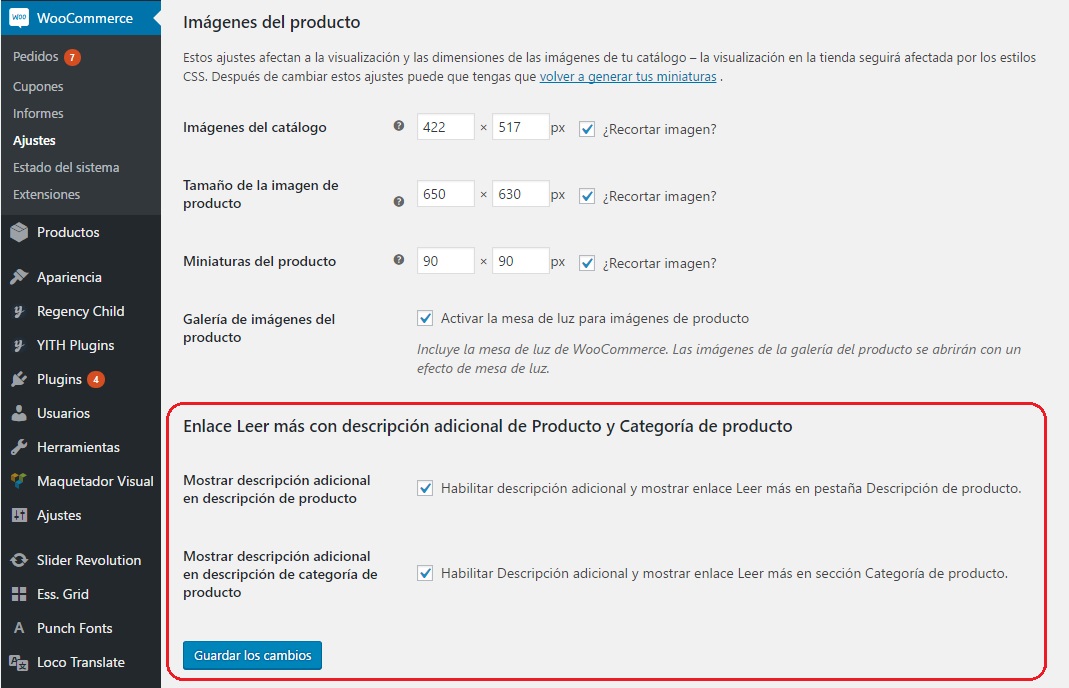 WOO WooCommerce
Pedidos 7
Cupones
Informes
Ajustes
Estado del sistema
Extensiones
Productos
Apariencia
Regency Child
YITH Plugins
Plugins 4
Usuarios
Herramientas
Maquetador Visual
Ajustes
Slider Revolution
Ess. Grid
A Punch Fonts
Loco Translate
Imágenes del producto
Estos ajustes afectan a la visualización y las dimensiones de las imágenes de tu catálogo – la visualización en la tienda seguirá afectada por los estilos
CSS. Después de cambiar estos ajustes puede que tengas que volver a generar tus miniaturas .
Imágenes del catálogo ? 422 × 517 px ¿Recortar imagen?
Tamaño de la imagen de
producto ? 650 × 630 px ¿Recortar imagen?
Miniaturas del producto ? 90 × 90 px ¿Recortar imagen?
Galería de imágenes del
producto
Activar la mesa de luz para imágenes de producto
Incluye la mesa de luz de WooCommerce. Las imágenes de la galería del producto se abrirán con un
efecto de mesa de luz.
Enlace Leer más con descripción adicional de Producto y Categoría de producto
Mostrar descripción adicional
en descripción de producto
Habilitar descripción adicional y mostrar enlace Leer más en pestaña Descripción de producto.
Mostrar descripción adicional
en descripción de categoría de
producto
Habilitar Descripción adicional y mostrar enlace Leer más en sección Categoría de producto.
Guardar los cambios